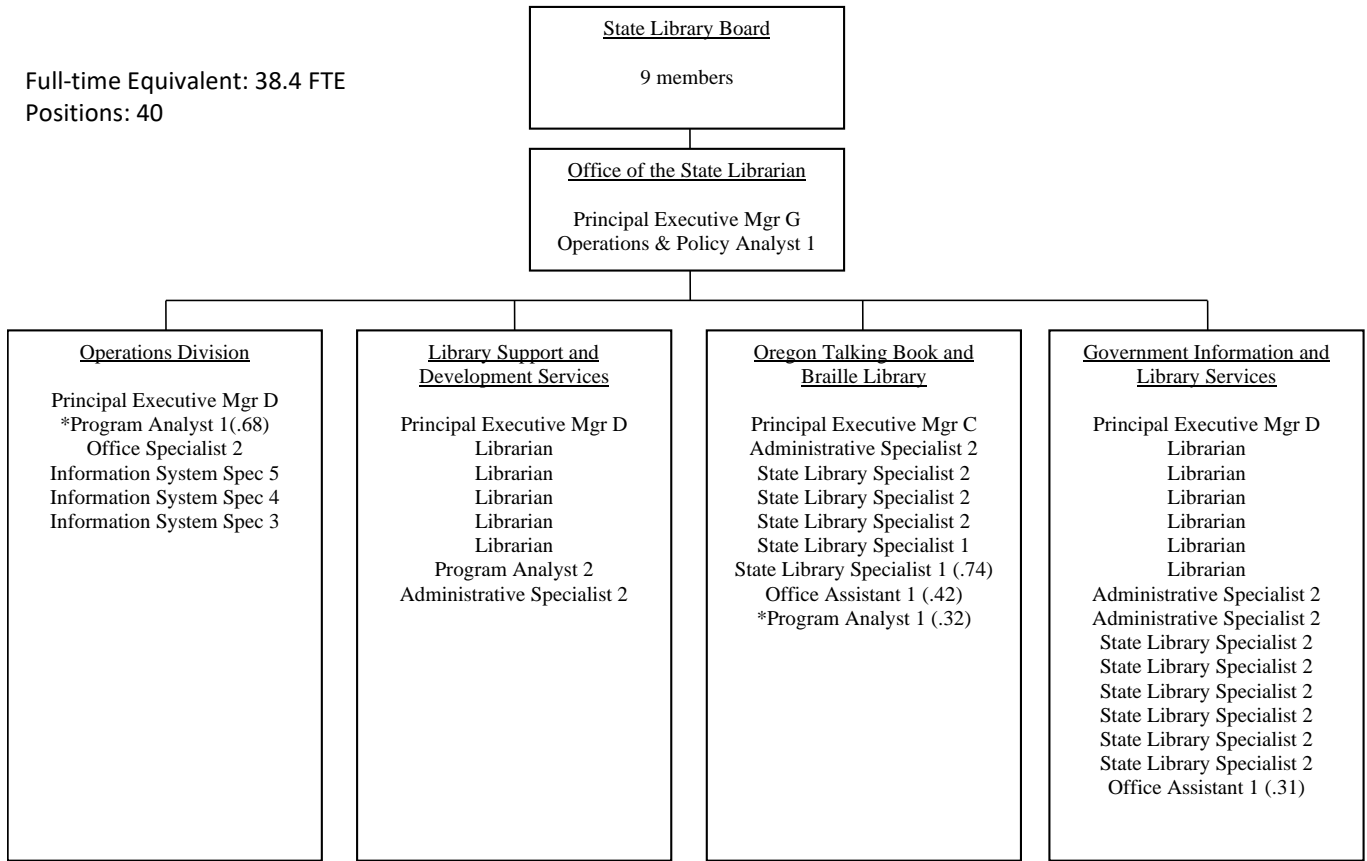 Full-time Equivalent: 38.4 FTE
Positions: 40
State Library Board
9 members
Office of the State Librarian
Principal Executive Mgr G
Operations & Policy Analyst 1
Operations Division
Principal Executive Mgr D
*Program Analyst 1(.68)
Office Specialist 2
Information System Spec 5
Information System Spec 4
Information System Spec 3
Library Support and
Development Services
Principal Executive Mgr D
Librarian
Librarian
Librarian
Librarian
Librarian
Program Analyst 2
Administrative Specialist 2
Oregon Talking Book and
Braille Library
Principal Executive Mgr C
Administrative Specialist 2
State Library Specialist 2
State Library Specialist 2
State Library Specialist 2
State Library Specialist 1
State Library Specialist 1 (.74)
Office Assistant 1 (.42)
*Program Analyst 1 (.32)
Government Information and
Library Services
Principal Executive Mgr D
Librarian
Librarian
Librarian
Librarian
Librarian
Librarian
Administrative Specialist 2
Administrative Specialist 2
State Library Specialist 2
State Library Specialist 2
State Library Specialist 2
State Library Specialist 2
State Library Specialist 2
State Library Specialist 2
Office Assistant 1 (.31)